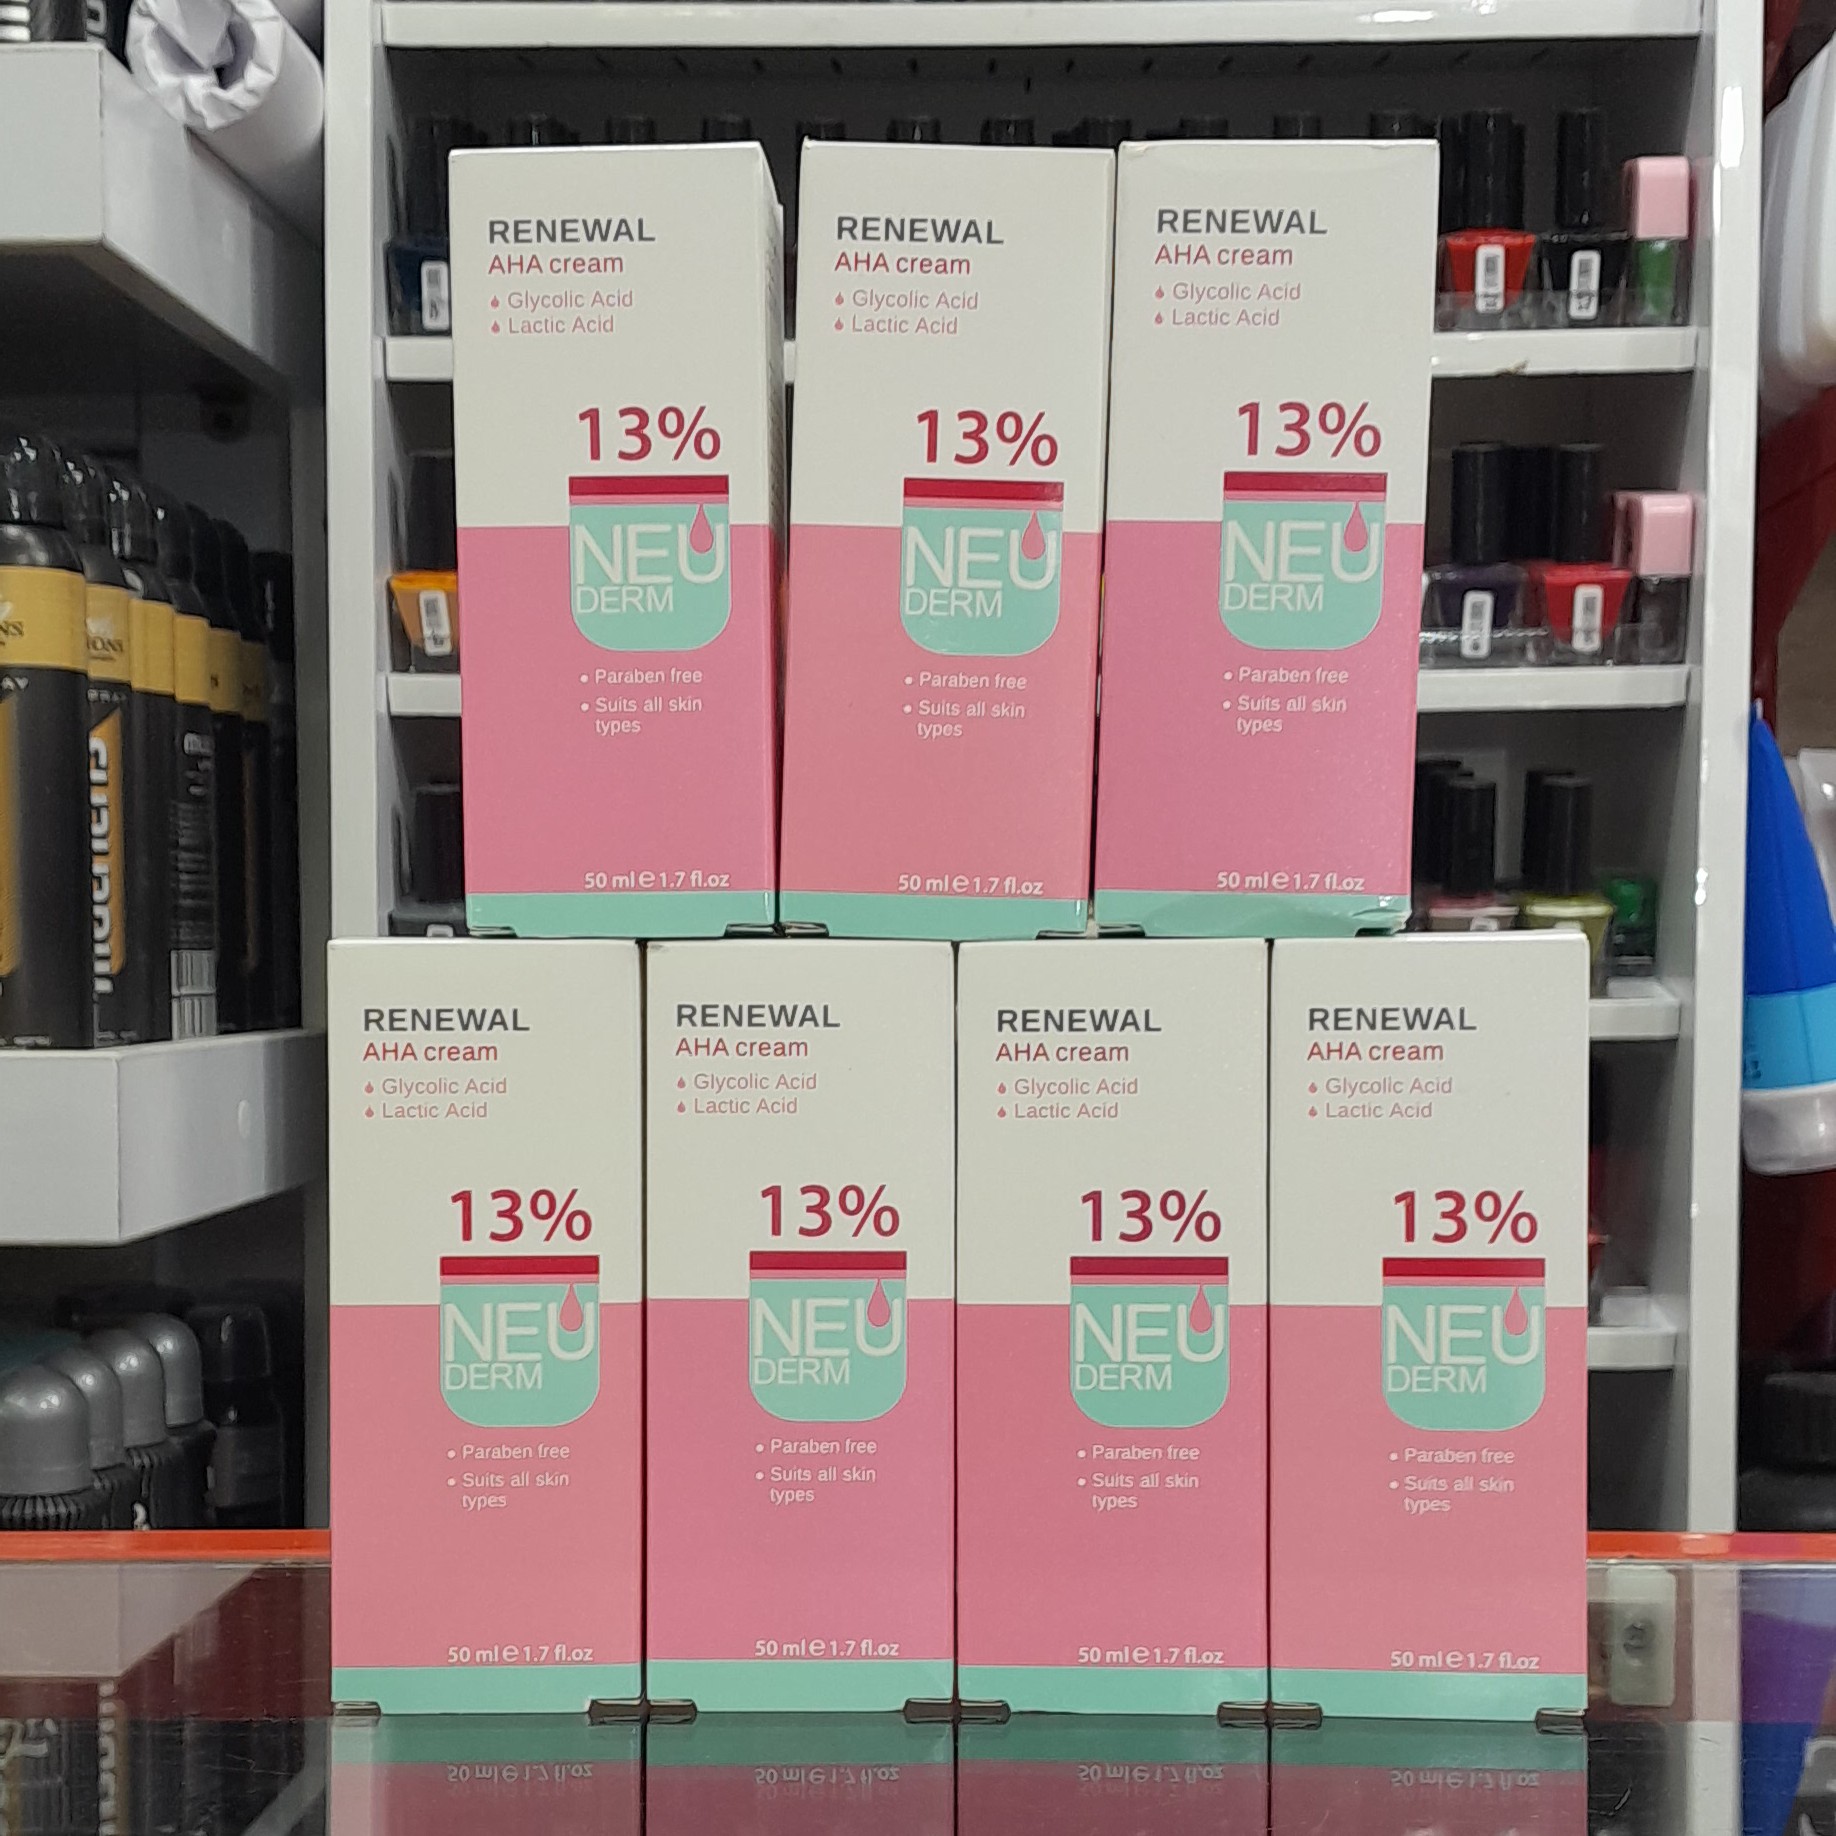 RENEWAL
AHA cream
Glycolic Acid
Lactic Acid
13%
NEU
DERM
• Paraben free
• Suits all skin
types
50 ml ℮ 1.7 fl.oz
RENEWAL
AHA cream
Glycolic Acid
Lactic Acid
13%
NEU
DERM
• Paraben free
• Suits all skin
types
50 ml ℮ 1.7 fl.oz
RENEWAL
AHA cream
Glycolic Acid
Lactic Acid
13%
NEU
DERM
• Paraben free
• Suits all skin
types
50 ml ℮ 1.7 fl.oz
RENEWAL
AHA cream
Glycolic Acid
Lactic Acid
13%
NEU
DERM
• Paraben free
• Suits all skin
types
50 ml ℮ 1.7 fl.oz
RENEWAL
AHA cream
Glycolic Acid
Lactic Acid
13%
NEU
DERM
• Paraben free
• Suits all skin
types
50 ml ℮ 1.7 fl.oz
RENEWAL
AHA cream
Glycolic Acid
Lactic Acid
13%
NEU
DERM
• Paraben free
• Suits all skin
types
50 ml ℮ 1.7 fl.oz
RENEWAL
AHA cream
Glycolic Acid
Lactic Acid
13%
NEU
DERM
• Paraben free
• Suits all skin
types
50 ml ℮ 1.7 fl.oz